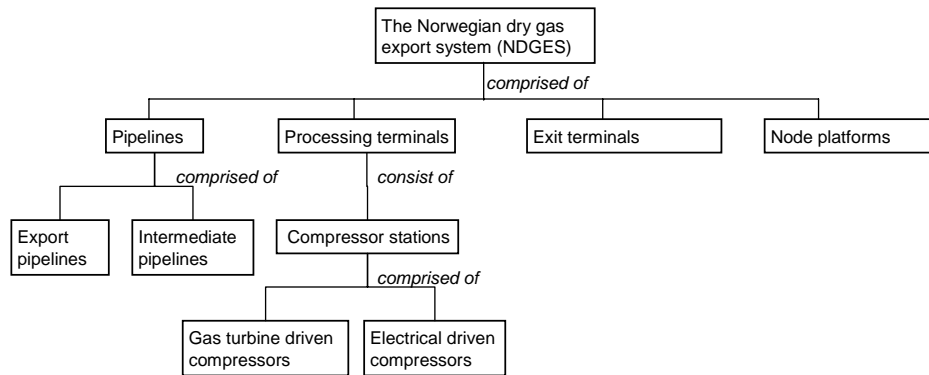 The Norwegian dry gas
export system (NDGES)
comprised of
Pipelines
Processing terminals
Exit terminals
Node platforms
comprised of
consist of
Export
pipelines
Intermediate
pipelines
Compressor stations
comprised of
Gas turbine driven
compressors
Electrical driven
compressors